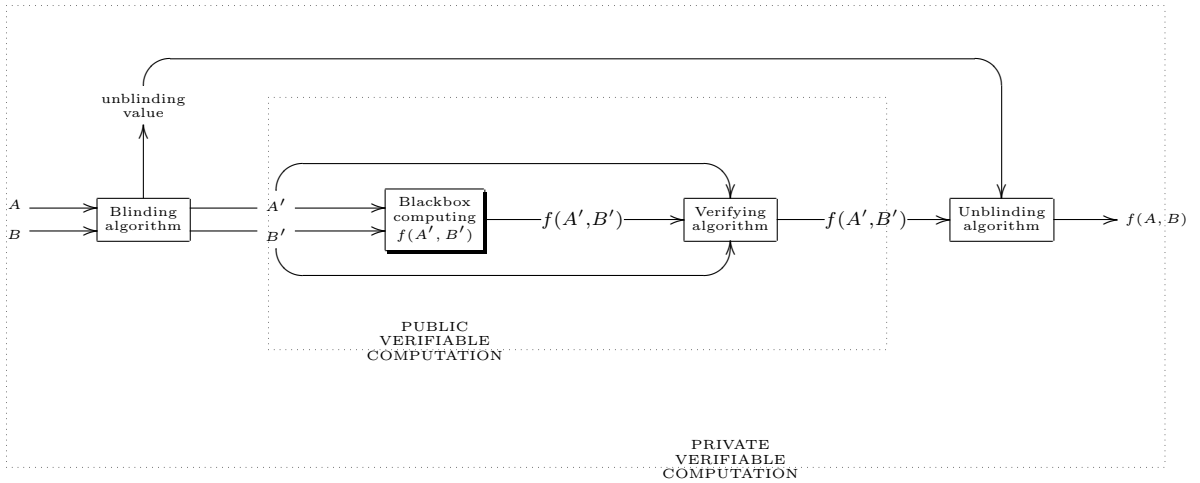 unblinding
value
A
B
Blinding
algorithm
A′
B′
Blackbox
computing
f(A′, B′)
f(A′,B′)
Verifying
algorithm
f(A′,B′)
Unblinding
algorithm
f(A, B)
PUBLIC
VERIFIABLE
COMPUTATION
PRIVATE
VERIFIABLE
COMPUTATION